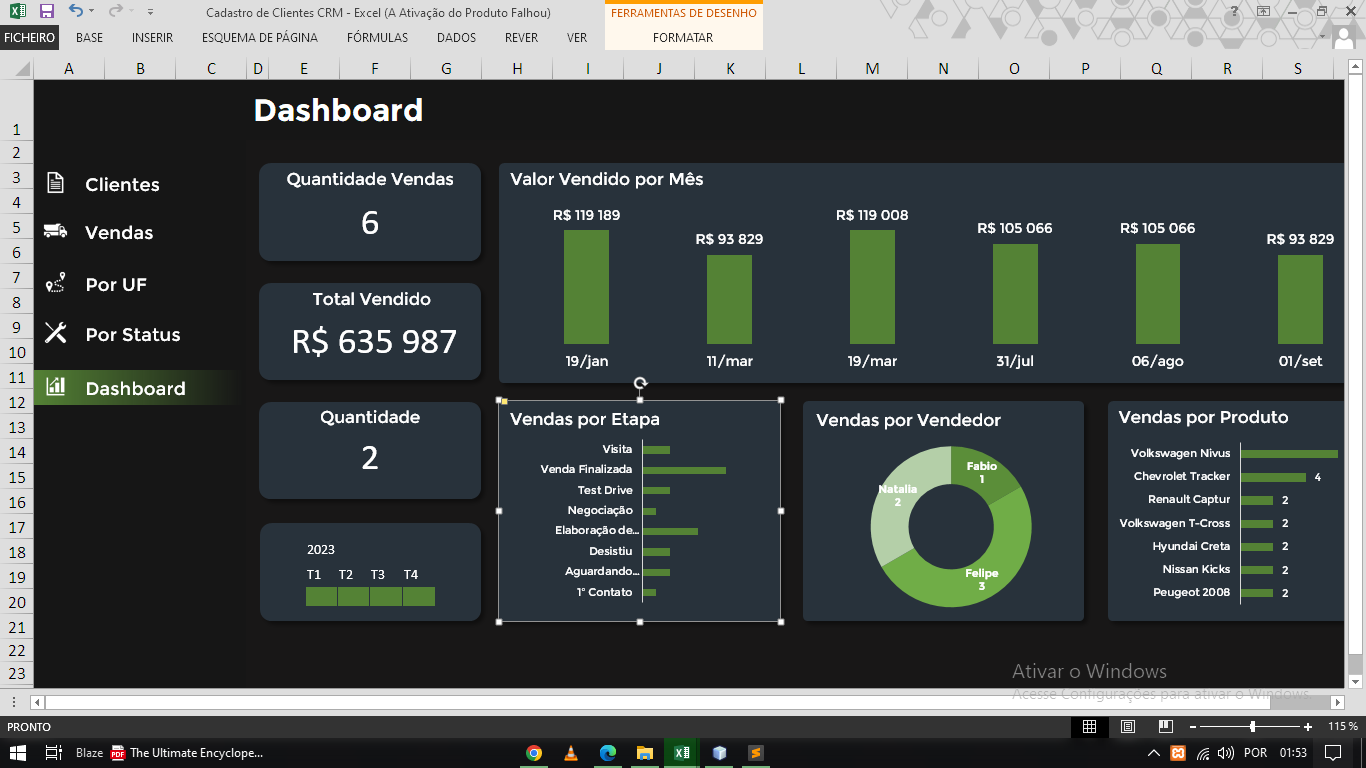 Cadastro de Clientes CRM - Excel (A Ativação do Produto Falhou)
FERRAMENTAS DE DESENHO
FICHEIRO BASE INSERIR ESQUEMA DE PÁGINA FÓRMULAS DADOS REVER VER FORMATAR
A B C D E F G H I J K L M N O P Q R S
1
2
3
4
5
6
7
8
9
10
11
12
13
14
15
16
17
18
19
20
21
22
23
Dashboard
Clientes
Vendas
Por UF
Por Status
Dashboard
Quantidade Vendas
6
Total Vendido
R$ 635 987
Quantidade
2
2023
T1 T2 T3 T4
Valor Vendido por Mês
R$ 119 189 R$ 93 829 R$ 119 008 R$ 105 066 R$ 105 066 R$ 93 829
19/jan 11/mar 19/mar 31/jul 06/ago 01/set
Vendas por Etapa
Visita
Venda Finalizada
Test Drive
Negociação
Elaboração de...
Desistiu
Aguardando...
1° Contato
Vendas por Vendedor
Fabio
1
Natalia
2
Felipe
3
Vendas por Produto
Volkswagen Nivus
Chevrolet Tracker 4
Renault Captur 2
Volkswagen T-Cross 2
Hyundai Creta 2
Nissan Kicks 2
Peugeot 2008 2
Ativar o Windows
Acesse Configurações para ativar o Windows.
PRONTO
115 %
Blaze
PDF
The Ultimate Encyclope...
POR 01:53